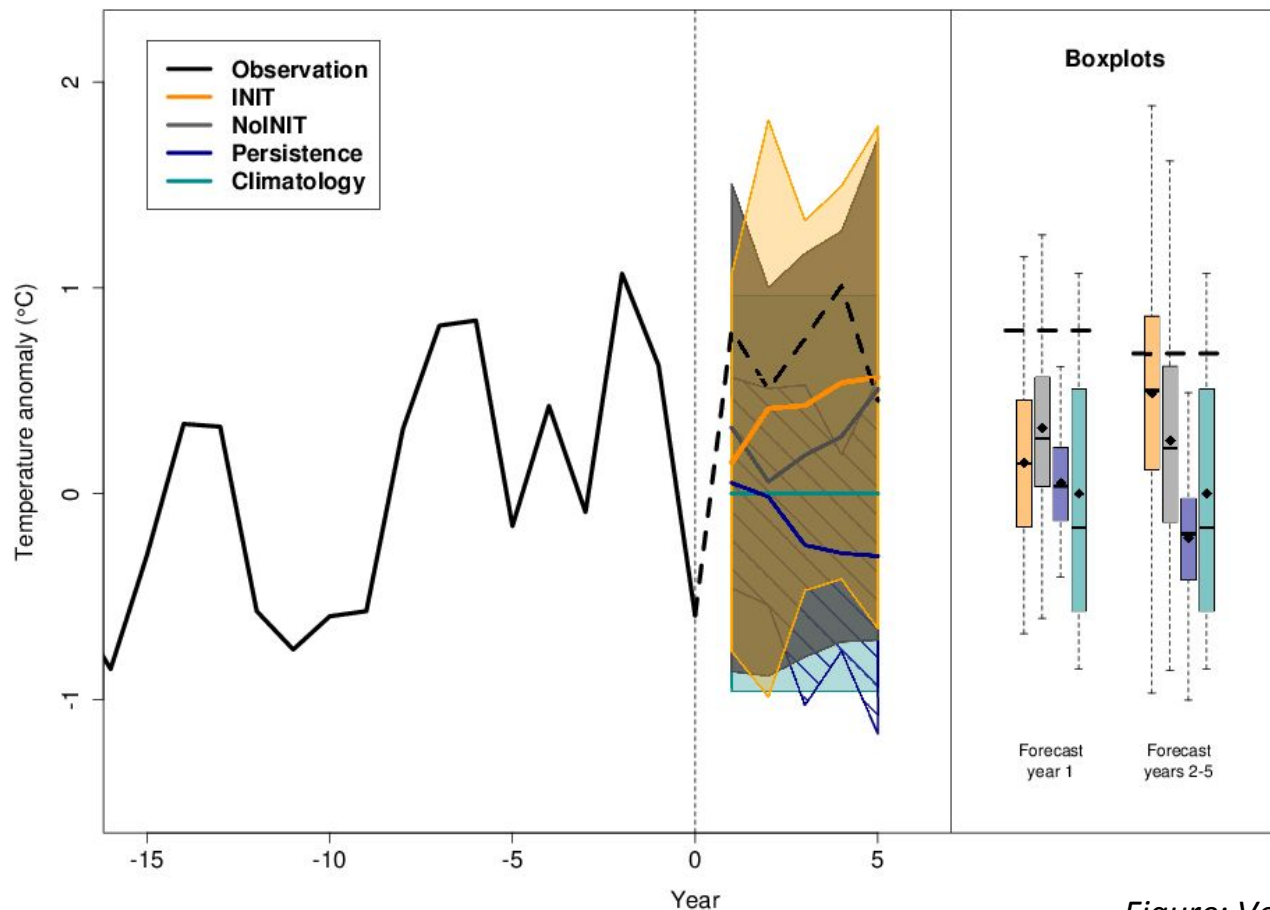 Observation
INIT
NoINIT
Persistence
Climatology
Boxplots
Temperature anomaly (°C)
2
1
0
-1
-15
-10
-5
0
5
Year
Forecast
year 1
Forecast
years 2-5
Figure: